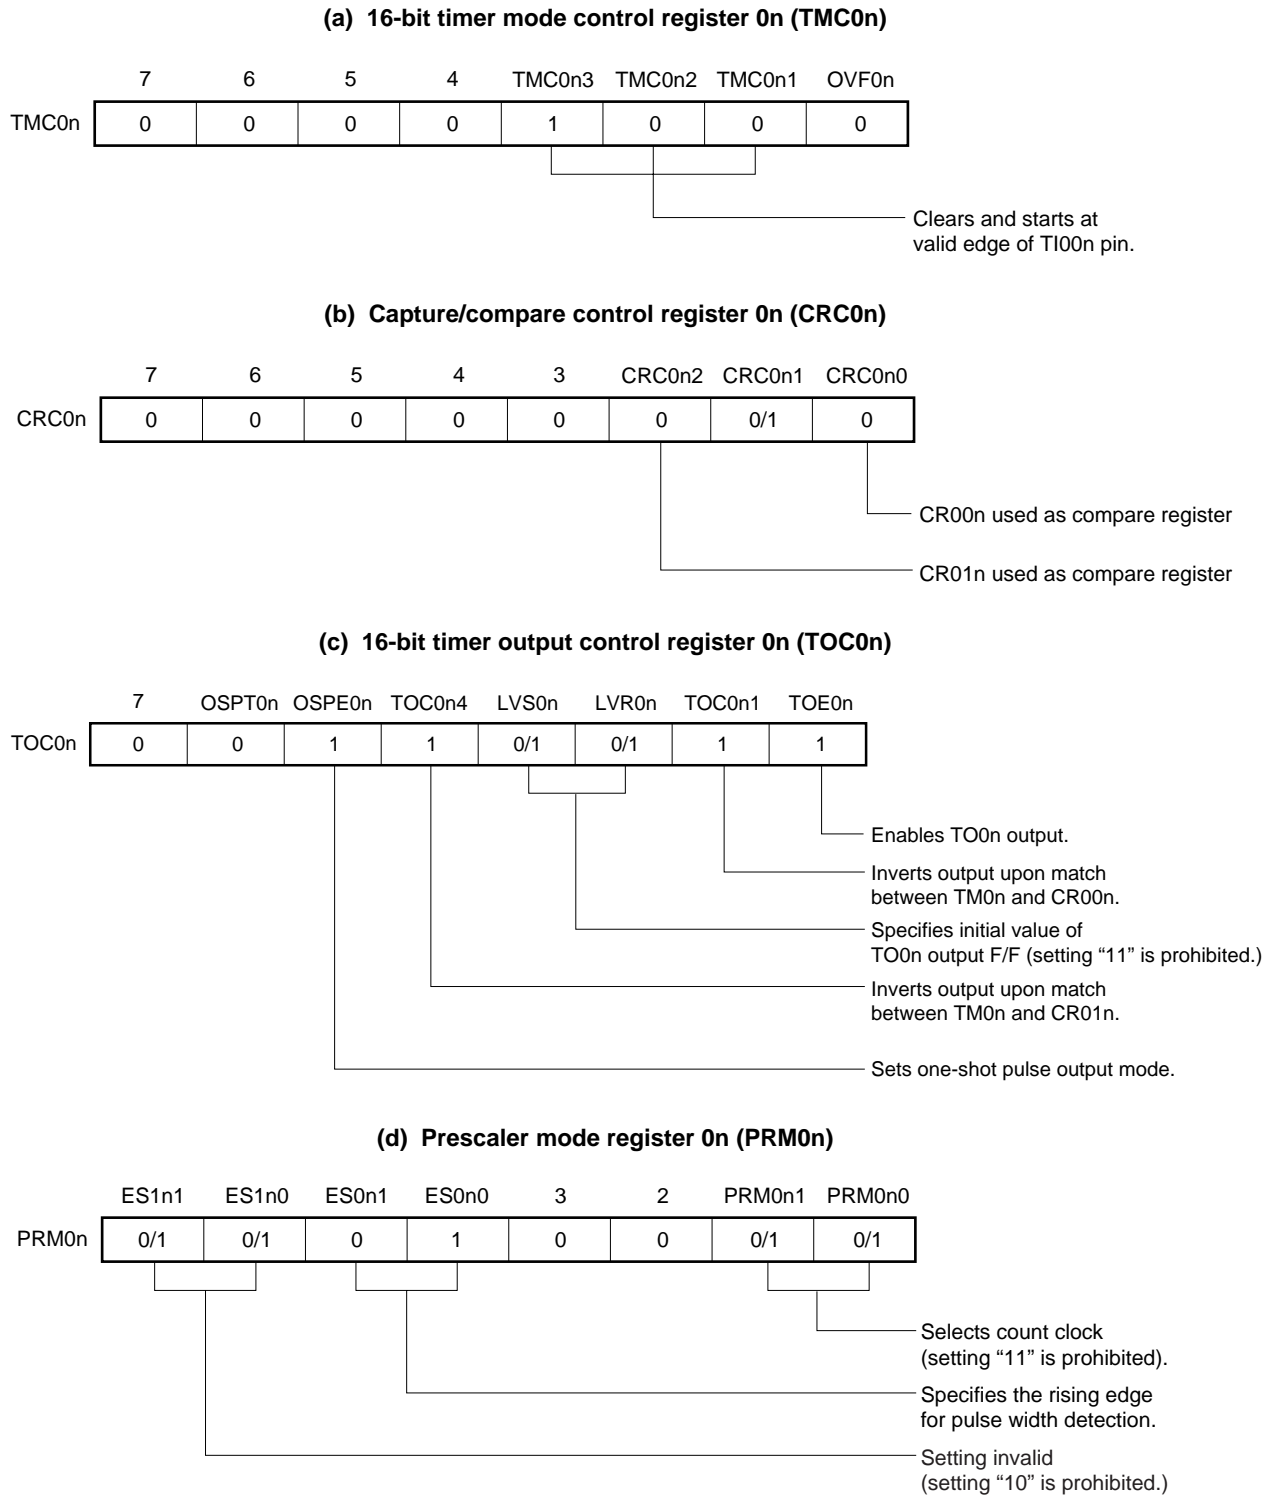 (a) 16-bit timer mode control register 0n (TMC0n)
7 6 5 4 TMC0n3 TMC0n2 TMC0n1 OVF0n
TMC0n 0 0 0 0 1 0 0 0
Clears and starts at
valid edge of TI00n pin.
(b) Capture/compare control register 0n (CRC0n)
7 6 5 4 3 CRC0n2 CRC0n1 CRC0n0
CRC0n 0 0 0 0 0 0 0/1 0
CR00n used as compare register
CR01n used as compare register
(c) 16-bit timer output control register 0n (TOC0n)
7 OSPT0n OSPE0n TOC0n4 LVS0n LVR0n TOC0n1 TOE0n
TOC0n 0 0 1 1 0/1 0/1 1 1
Enables TO0n output.
Inverts output upon match
between TM0n and CR00n.
Specifies initial value of
TO0n output F/F (setting “11” is prohibited.)
Inverts output upon match
between TM0n and CR01n.
Sets one-shot pulse output mode.
(d) Prescaler mode register 0n (PRM0n)
ES1n1 ES1n0 ES0n1 ES0n0 3 2 PRM0n1 PRM0n0
PRM0n 0/1 0/1 0 1 0 0 0/1 0/1
Selects count clock
(setting “11” is prohibited).
Specifies the rising edge
for pulse width detection.
Setting invalid
(setting “10” is prohibited.)